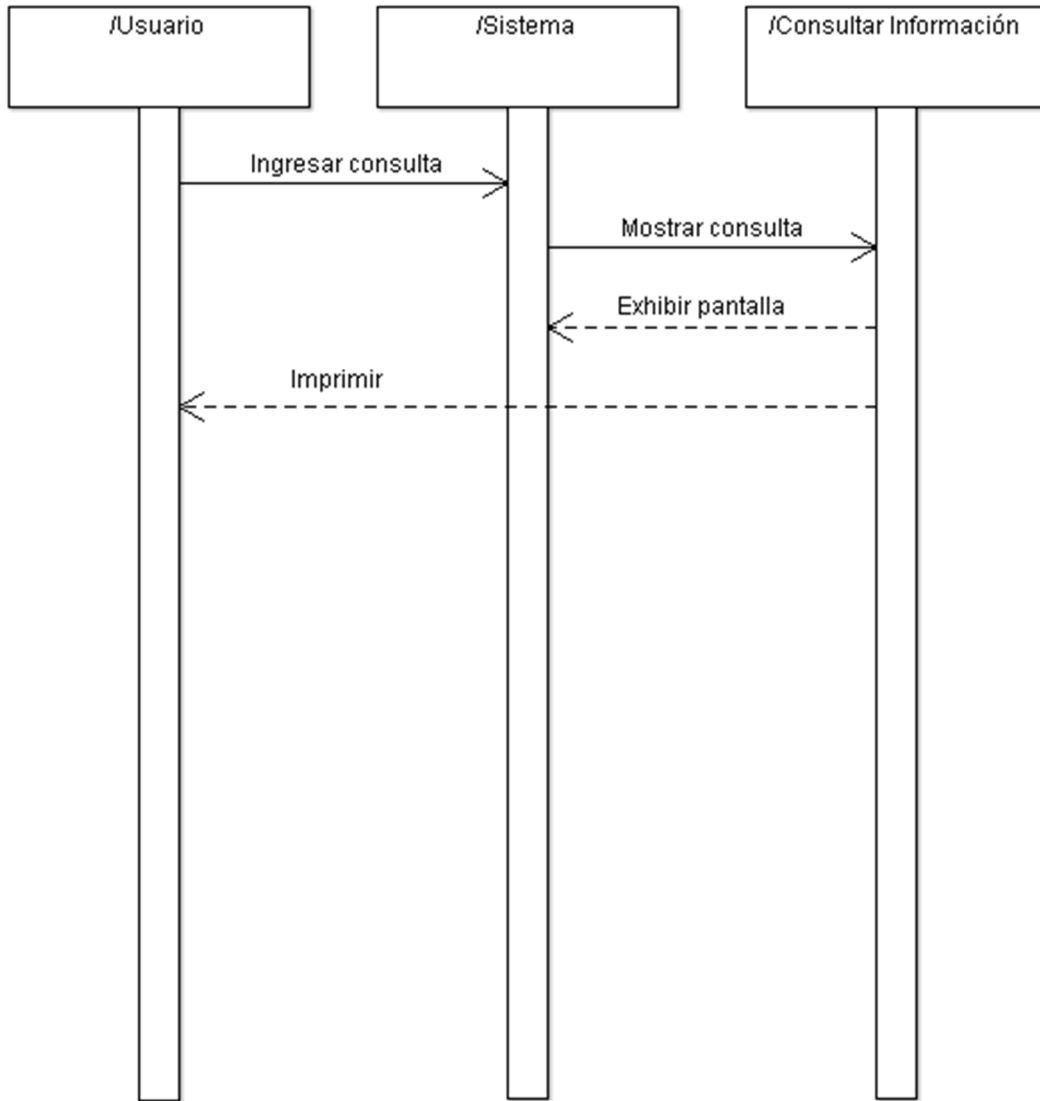 /Usuario
/Sistema
/Consultar Información
Ingresar consulta
Mostrar consulta
Exhibir pantalla
Imprimir